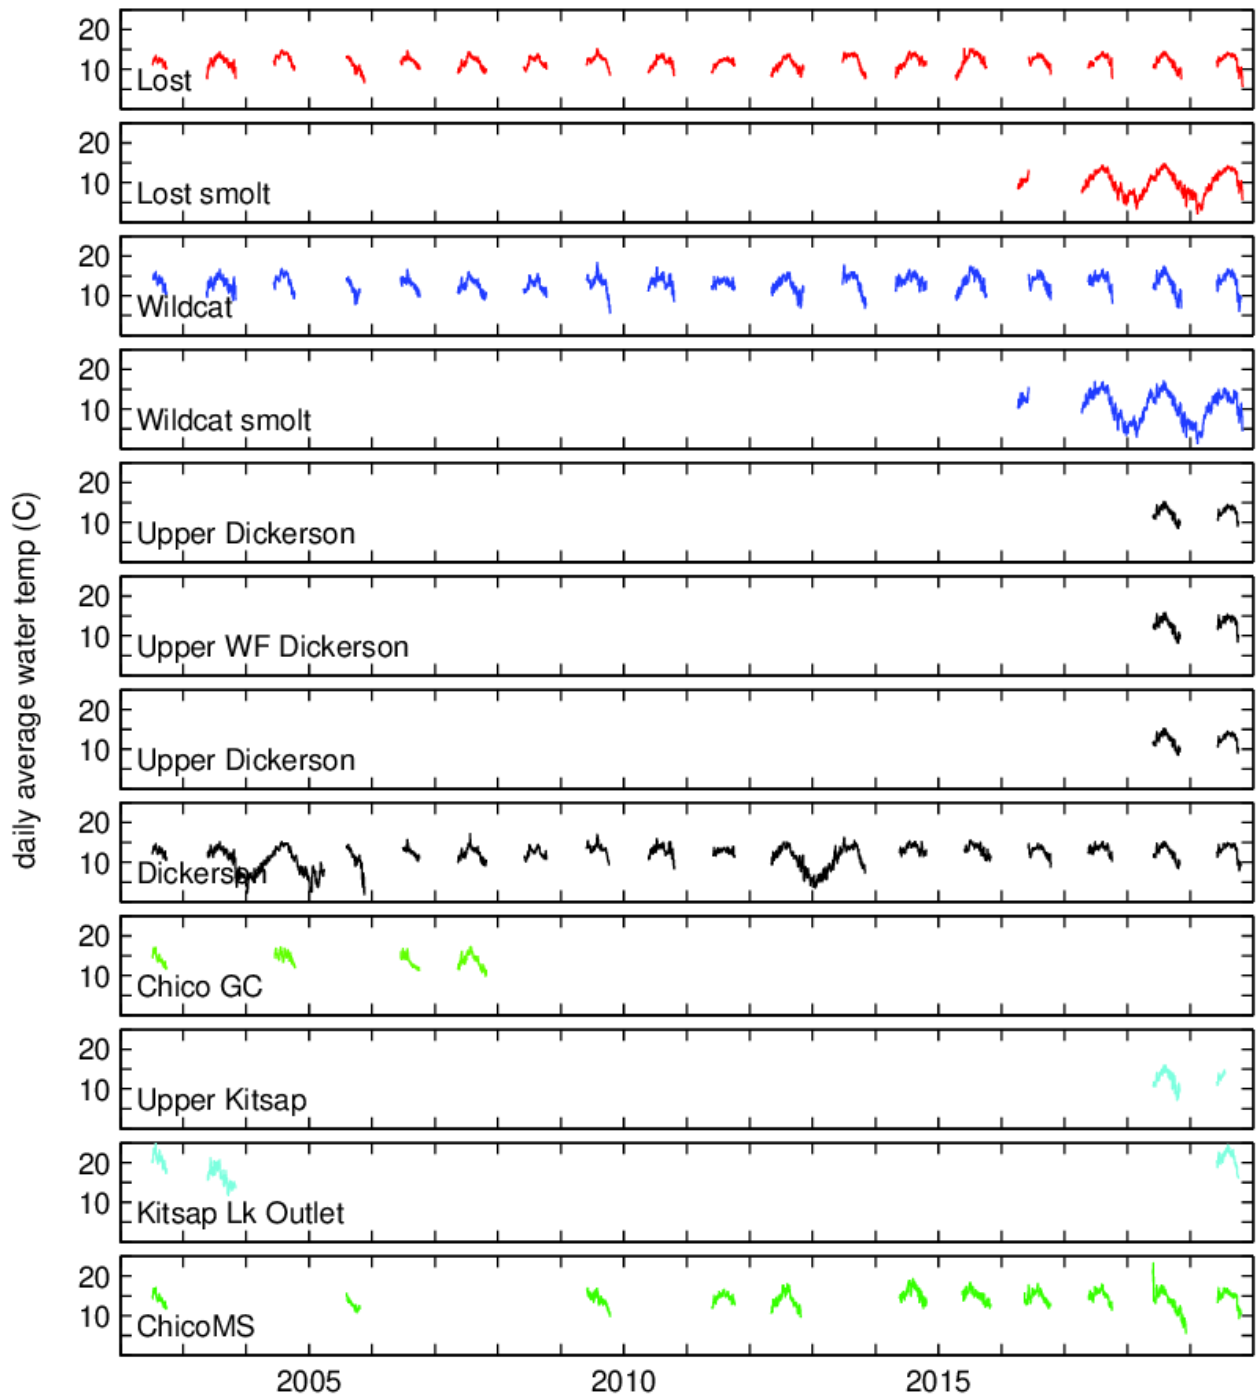 daily average water temp (C)
20
10
Lost
20
10
Lost smolt
20
10
Wildcat
20
10
Wildcat smolt
20
10
Upper Dickerson
20
10
Upper WF Dickerson
20
10
Upper Dickerson
20
10
Dickerson
20
10
Chico GC
20
10
Upper Kitsap
20
10
Kitsap Lk Outlet
20
10
ChicoMS
2005 2010 2015